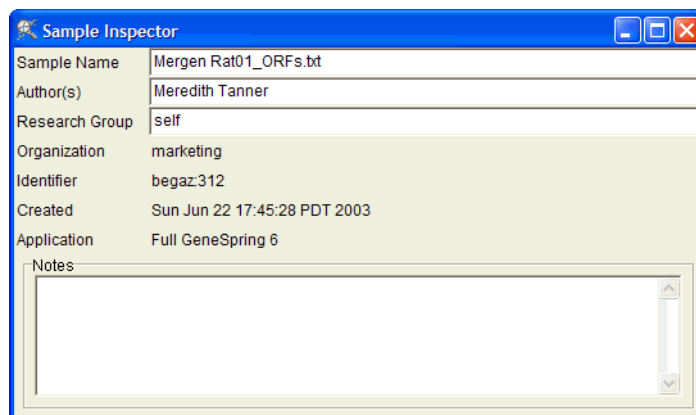 Sample Inspector
Sample Name Mergen Rat01_ORFs.txt
Author(s) Meredith Tanner
Research Group self
Organization marketing
Identifier begaz:312
Created Sun Jun 22 17:45:28 PDT 2003
Application Full GeneSpring 6
Notes